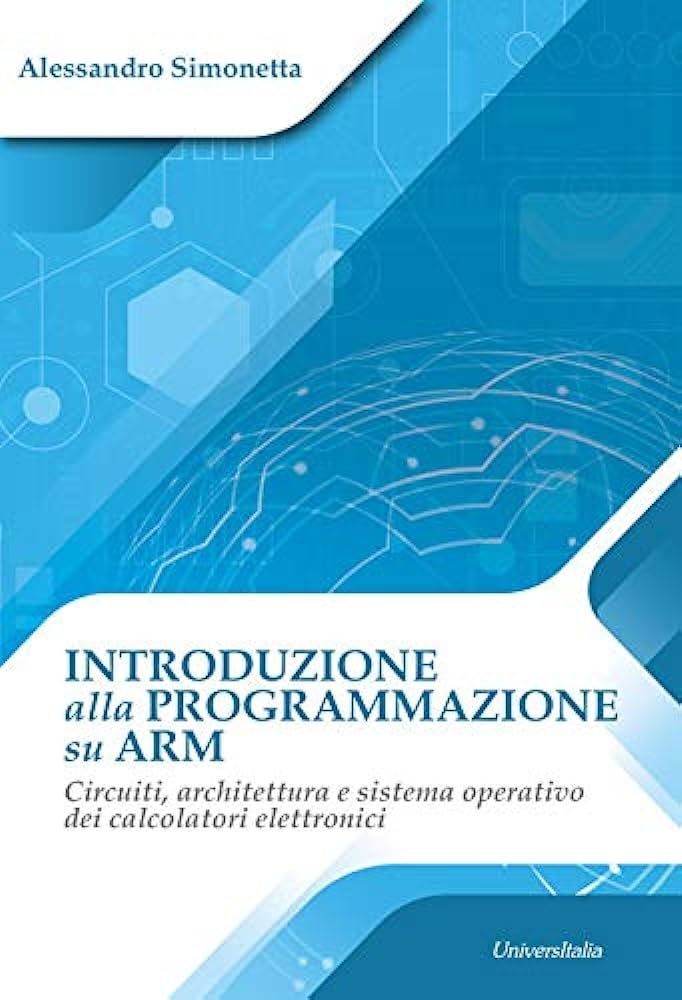 Alessandro Simonetta
INTRODUZIONE
alla PROGRAMMAZIONE
su ARM
Circuiti, architettura e sistema operativo
dei calcolatori elettronici
UniversItalia